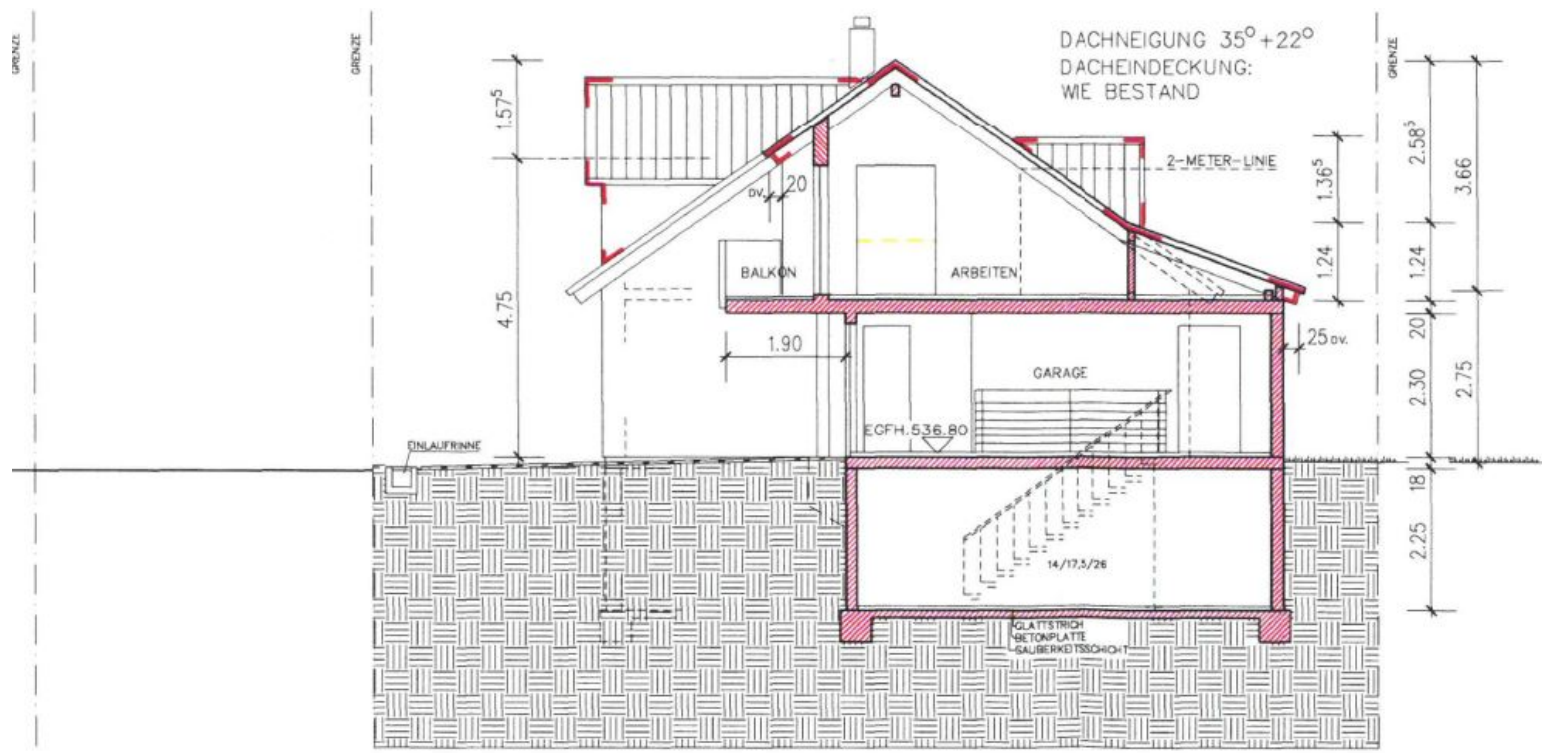 GRENZE
GRENZE
DACHNEIGUNG 35°+22°
DACHEINDECKUNG:
WIE BESTAND
GRENZE
1.57⁵
2-METER-LINIE
2.58⁵
3.66
1.36⁵
DV. 20
BALKON
ARBEITEN
1.24
1.24
4.75
20
25 DV.
1.90
GARAGE
2.30
2.75
EGFH.536.80
EINLAUFRINNE
18
2.25
14/17,5/26
GLATTSTRICH
BETONPLATTE
SAUBERKEITSSCHICHT